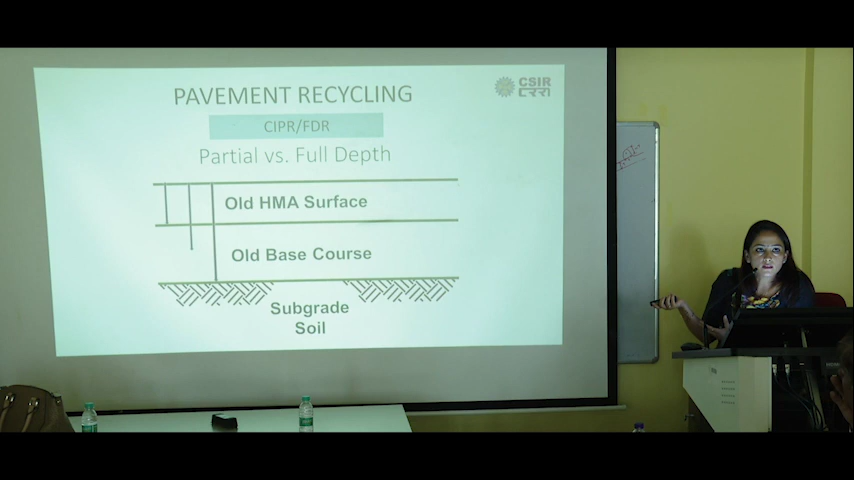 PAVEMENT RECYCLING
CSIR
CIPR/FDR
Partial vs. Full Depth
Old HMA Surface
Old Base Course
Subgrade
Soil